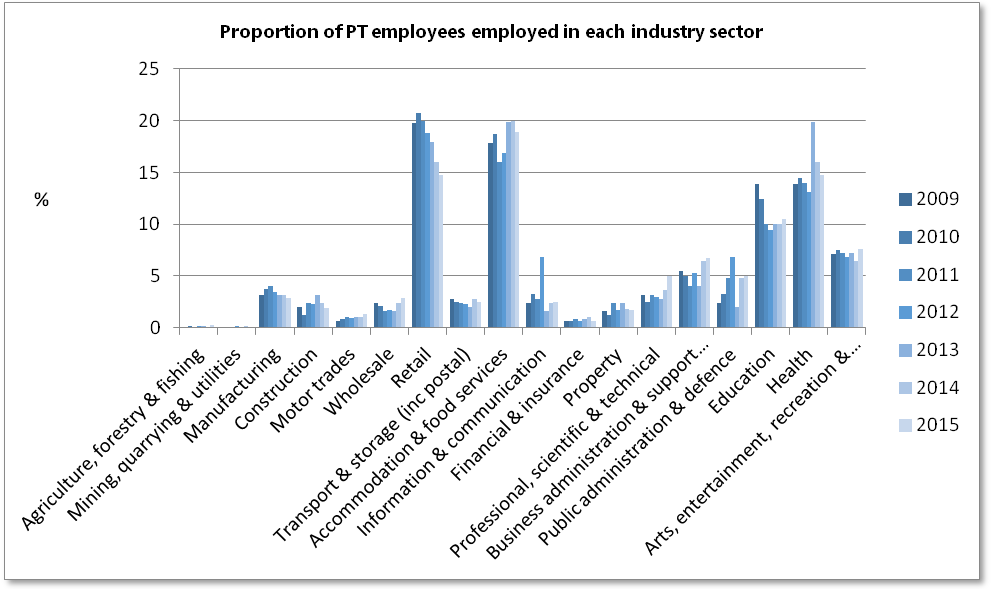 Proportion of PT employees employed in each industry sector
25
20
15
10
5
0
%
Agriculture, forestry & fishing
Mining, quarrying & utilities
Manufacturing
Construction
Motor trades
Wholesale
Retail
Transport & storage (inc postal)
Accommodation & food services
Information & communication
Financial & insurance
Property
Professional, scientific & technical
Business administration & support...
Public administration & defence
Education
Health
Arts, entertainment, recreation &...
2009
2010
2011
2012
2013
2014
2015